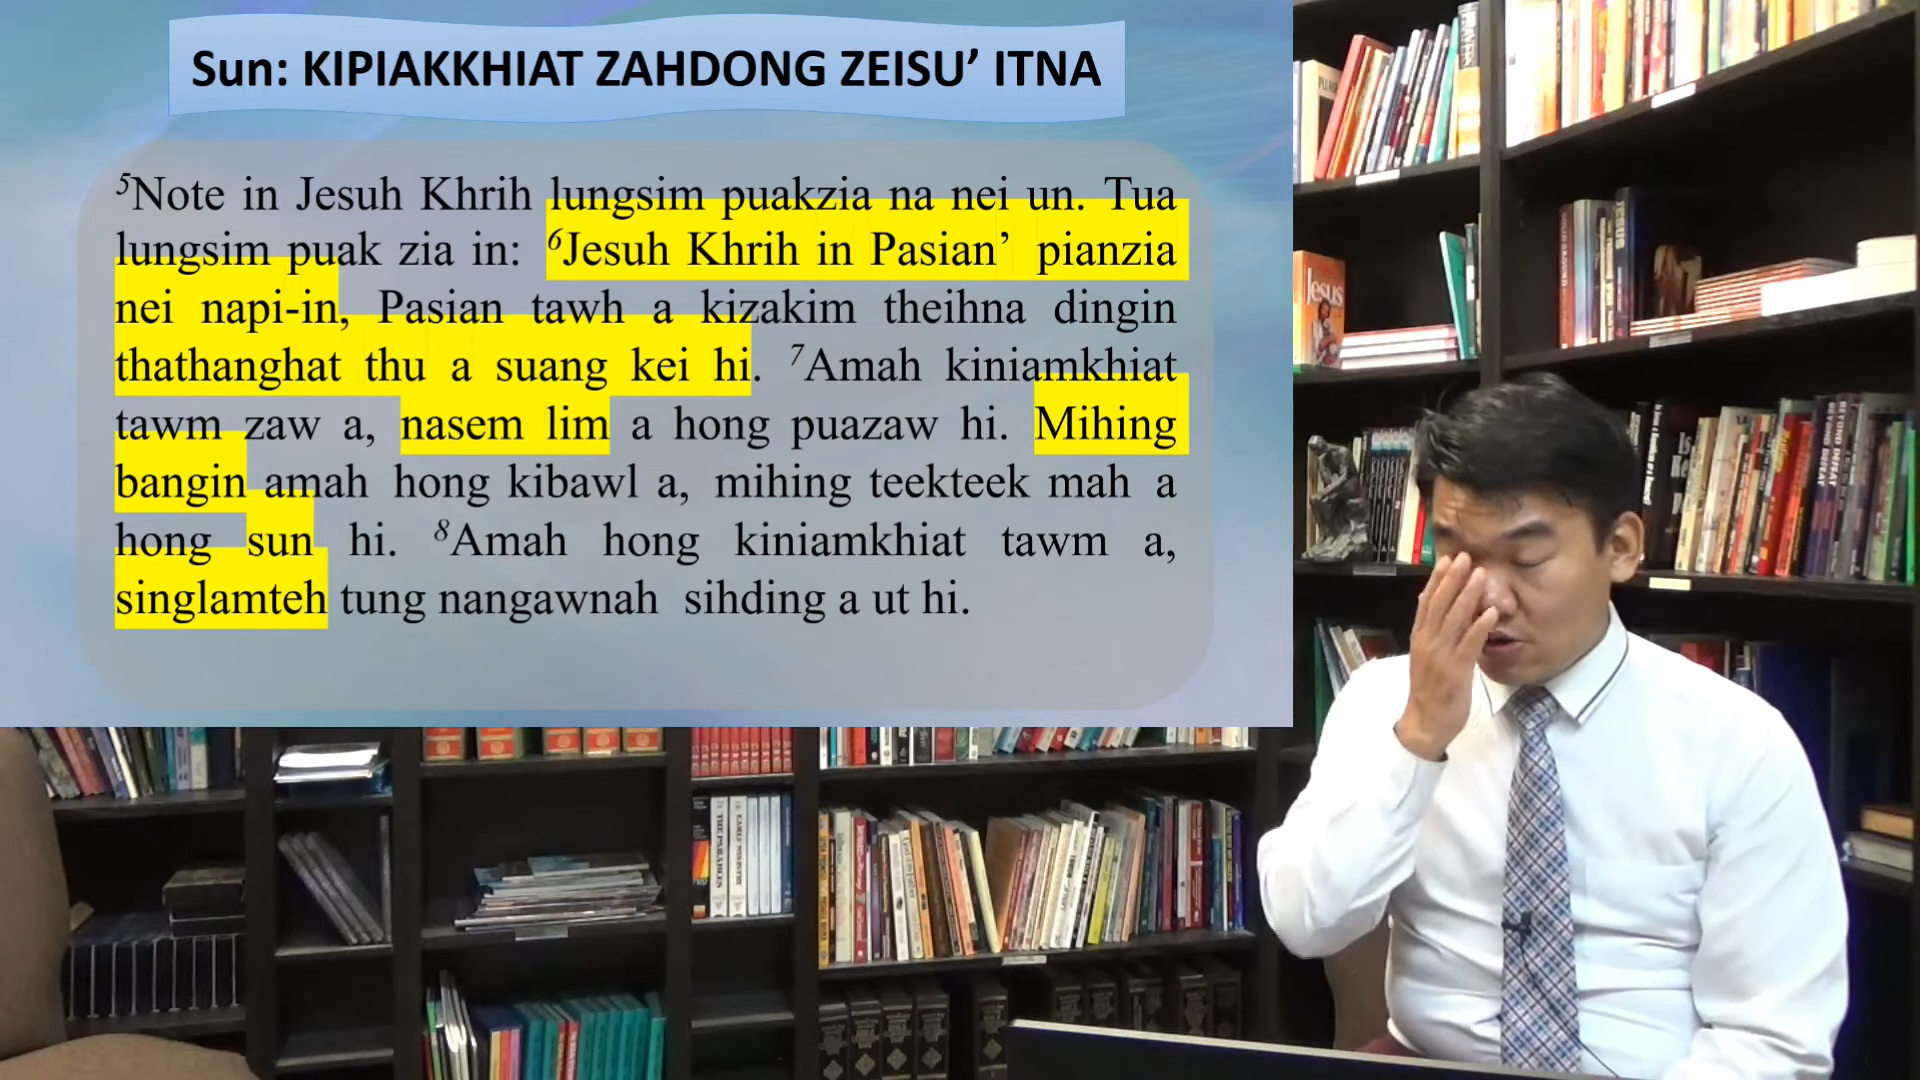 Sun: KIPIAKKHIAT ZAHDONG ZEISU’ ITNA
⁵Note in Jesuh Khrih lungsim puakzia na nei un. Tua
lungsim puak zia in: ⁶Jesuh Khrih in Pasian’ pianzia
nei napi-in, Pasian tawh a kizakim theihna dingin
thathanghat thu a suang kei hi. ⁷Amah kiniamkhiat
tawm zaw a, nasem lim a hong puazaw hi. Mihing
bangin amah hong kibawl a, mihing teekteek mah a
hong sun hi. ⁸Amah hong kiniamkhiat tawm a,
singlamteh tung nangawnah sihding a ut hi.
Jesus